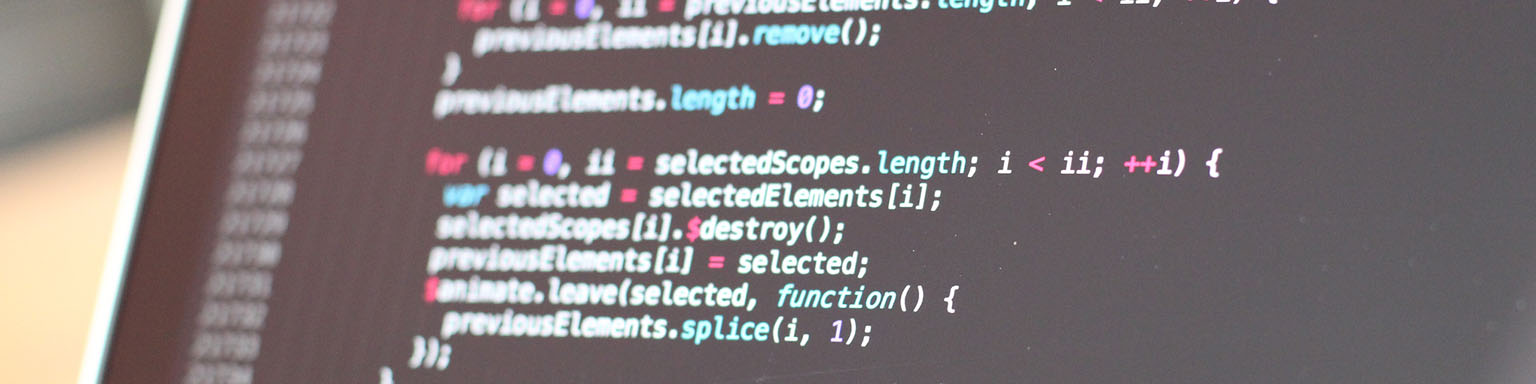 for (i = 0, ii = previousElements.length; i < ii; ++i) {
previousElements[i].remove();
}
previousElements.length = 0;
for (i = 0, ii = selectedScopes.length; i < ii; ++i) {
var selected = selectedElements[i];
selectedScopes[i].$destroy();
previousElements[i] = selected;
$animate.leave(selected, function() {
previousElements.splice(i, 1);
});
}